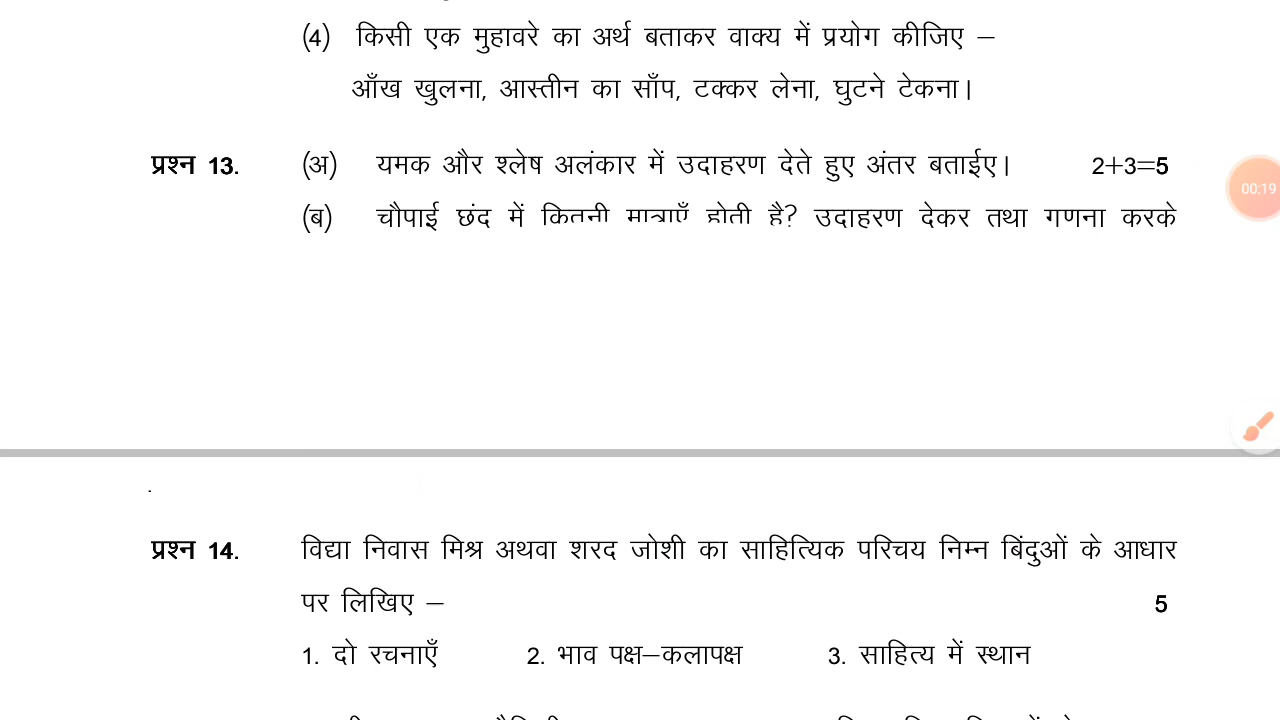 (4) किसी एक मुहावरे का अर्थ बताकर वाक्य में प्रयोग कीजिए –
आँख खुलना, आस्तीन का साँप, टक्कर लेना, घुटने टेकना।
प्रश्न 13. (अ) यमक और श्लेष अलंकार में उदाहरण देते हुए अंतर बताईए। 2+3=5
00:19
(ब) चौपाई छंद में कितनी मात्राएँ होती है? उदाहरण देकर तथा गणना करके
प्रश्न 14. विद्या निवास मिश्र अथवा शरद जोशी का साहित्यिक परिचय निम्न बिंदुओं के आधार
पर लिखिए – 5
1. दो रचनाएँ 2. भाव पक्ष–कलापक्ष 3. साहित्य में स्थान